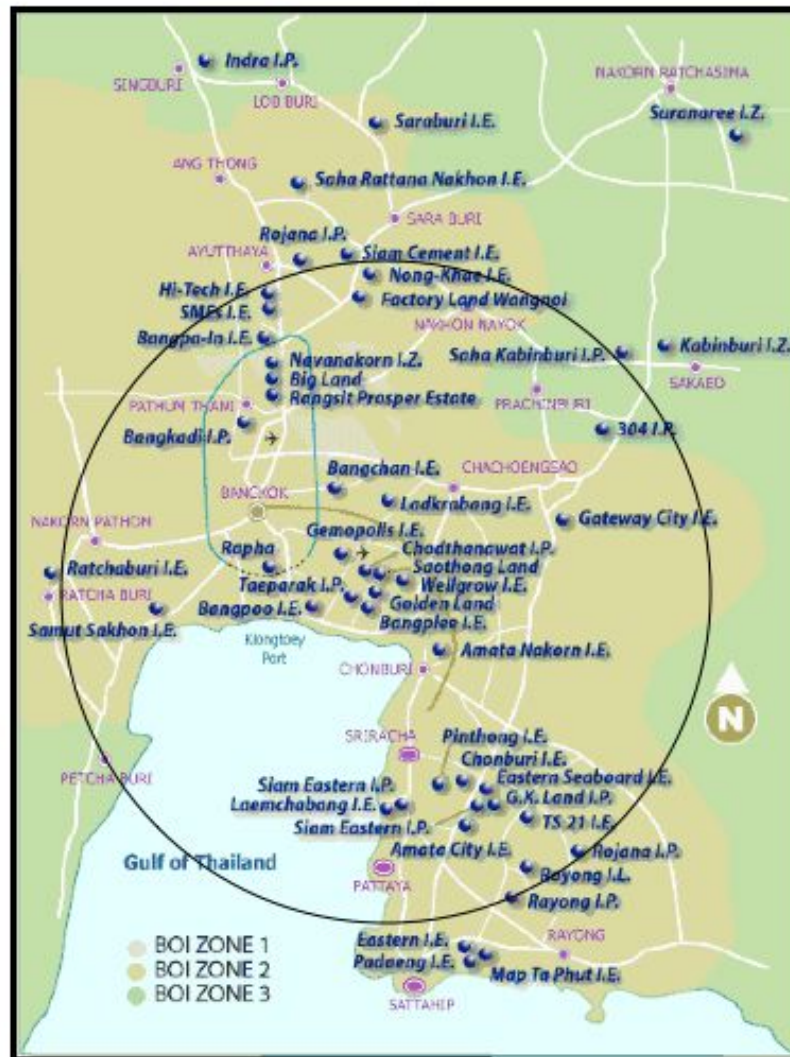 Indra I.P.
SINGBURI
LOB BURI
NAKORN RATCHASIMA
Suranaree I.Z.
Saraburi I.E.
ANG THONG
Saha Rattana Nakhon I.E.
SARA BURI
Rojana I.P.
Siam Cement I.E.
AYUTTHAYA
Nong-Khae I.E.
Hi-Tech I.E.
Factory Land Wangnoi
SMEs I.E.
NAKHON NAYOK
Bangpa-In I.E.
Saha Kabinburi I.P.
Kabinburi I.Z.
Navanakorn I.Z.
SAKAEO
Big Land
PRACHINBURI
Rangsit Prosper Estate
PATHUM THANI
Bangkadi I.P.
304 I.P.
Bangchan I.E.
CHACHOENGSAO
BANGKOK
Ladkrabang I.E.
NAKORN PATHOM
Gateway City I.E.
Gemopolis I.E.
Rapha
Chodthanawat I.P.
Saothong Land
Ratchaburi I.E.
Taeparak I.P.
Wellgrow I.E.
RATCHA BURI
Bangpoo I.E.
Golden Land
Samut Sakhon I.E.
Bangplee I.E.
Klongtoey
Port
Amata Nakorn I.E.
CHONBURI
SRIRACHA
Pinthong I.E.
Chonburi I.E.
PETCHA BURI
Siam Eastern I.P.
Eastern Seaboard I.E.
Laemchabang I.E.
G.K. Land I.P.
Siam Eastern I.P.
TS 21 I.E.
Amata City I.E.
Rojana I.P.
Gulf of Thailand
PATTAYA
Rayong I.L.
Rayong I.P.
N
BOI ZONE 1
BOI ZONE 2
BOI ZONE 3
Eastern I.E.
RAYONG
Padaeng I.E.
Map Ta Phut I.E.
SATTAHIP